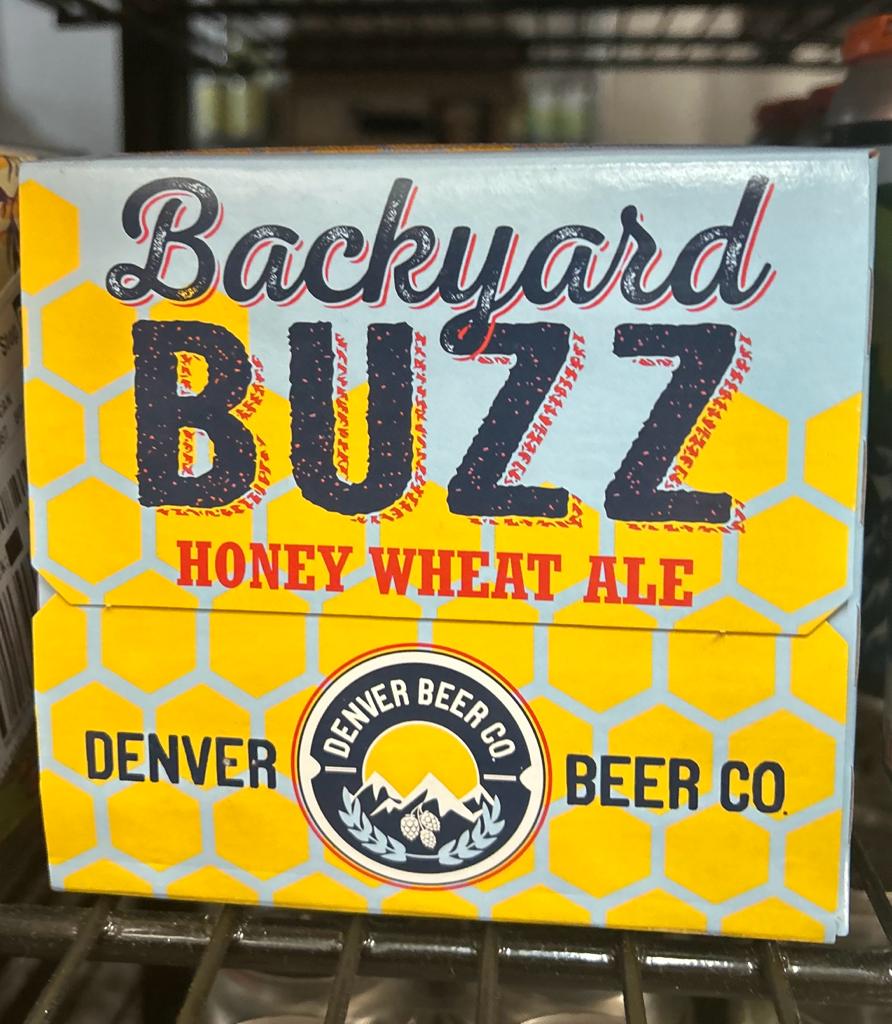 Backyard
BUZZ
HONEY WHEAT ALE
DENVER BEER CO.
DENVER
BEER CO.